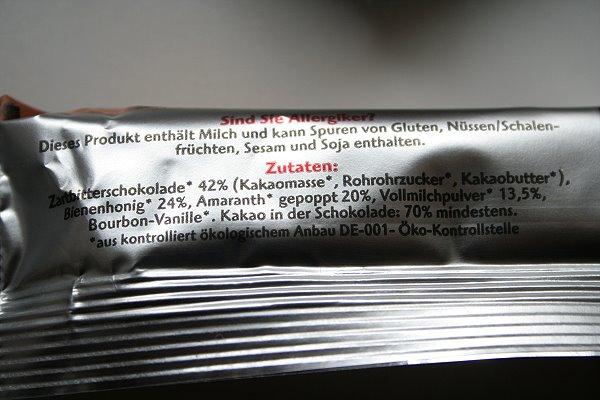 Sind Sie Allergiker?
Dieses Produkt enthält Milch und kann Spuren von Gluten, Nüssen/Schalen-
früchten, Sesam und Soja enthalten.
Zutaten:
Zartbitterschokolade* 42% (Kakaomasse*, Rohrohrzucker*, Kakaobutter*),
Bienenhonig* 24%, Amaranth* gepoppt 20%, Vollmilchpulver* 13,5%,
Bourbon-Vanille*. Kakao in der Schokolade: 70% mindestens.
*aus kontrolliert ökologischem Anbau DE-001- Öko-Kontrollstelle